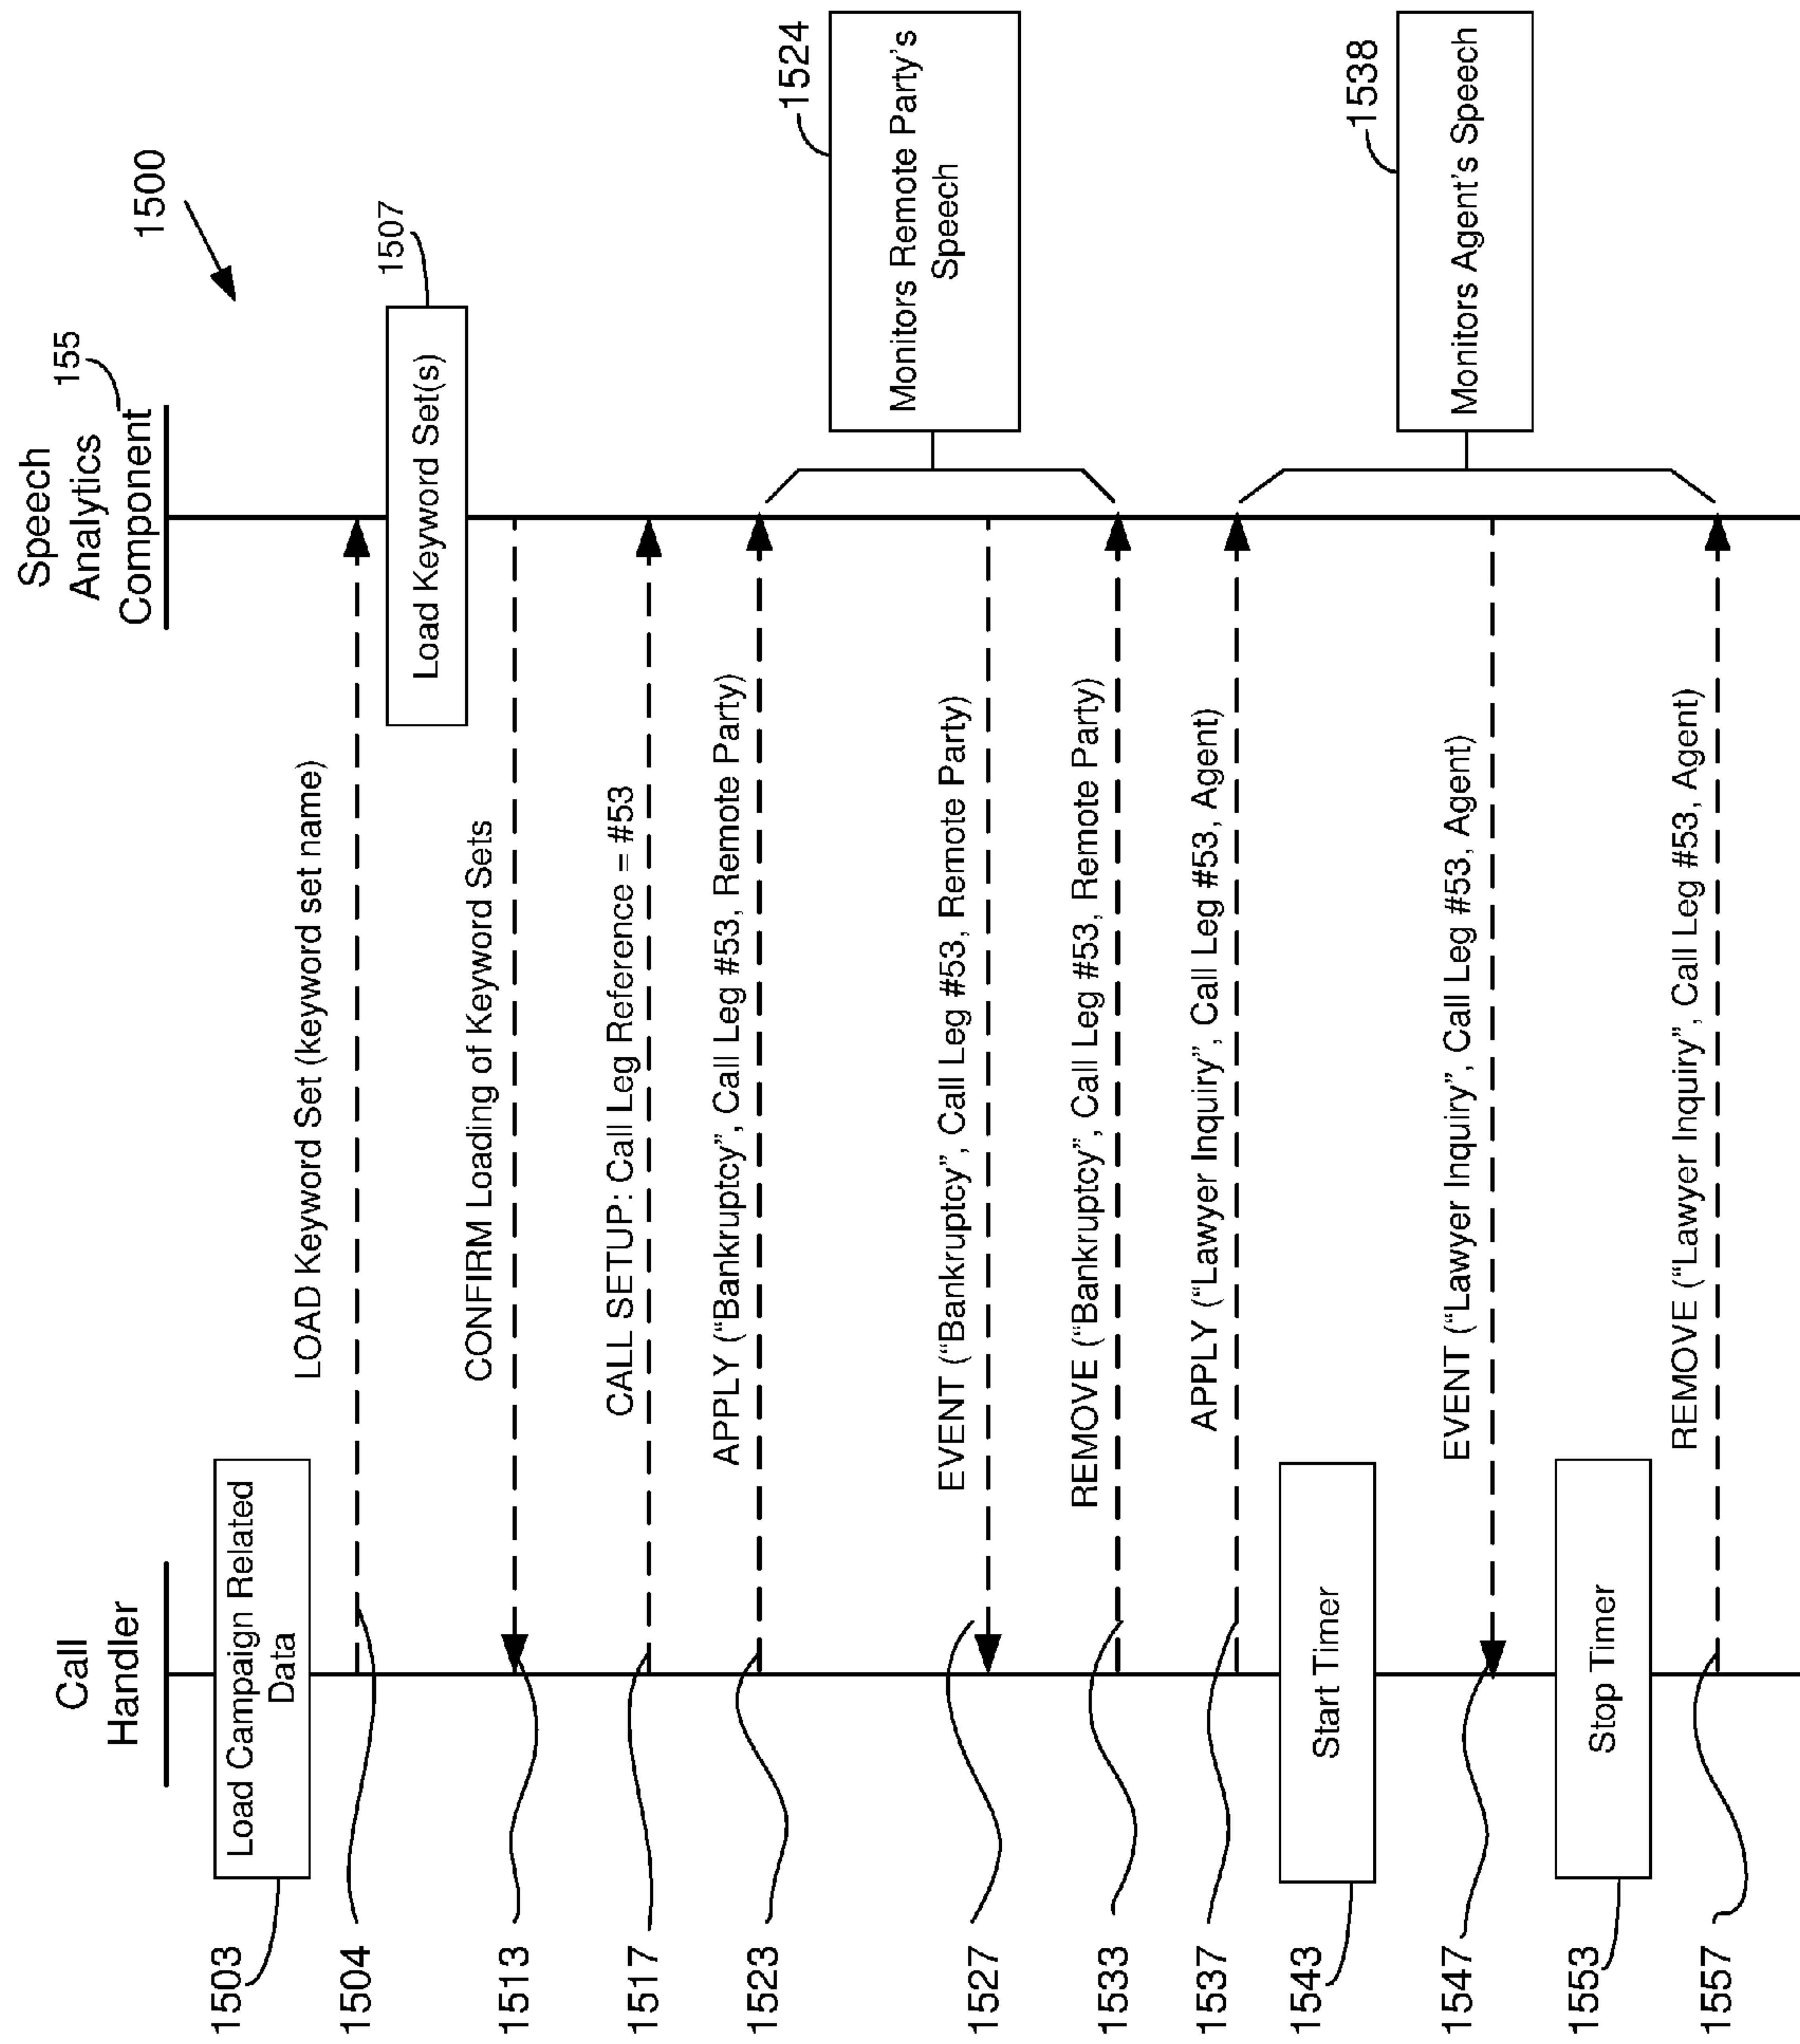 Call
Handler
Speech
Analytics
Component
155
1500
1503
Load Campaign Related
Data
1504
LOAD Keyword Set (keyword set name)
Load Keyword Set(s)
1507
1513
CONFIRM Loading of Keyword Sets
1517
CALL SETUP: Call Leg Reference = #53
1523
APPLY (“Bankruptcy”, Call Leg #53, Remote Party)
Monitors Remote Party’s
Speech
1524
1527
EVENT (“Bankruptcy”, Call Leg #53, Remote Party)
1533
REMOVE (“Bankruptcy”, Call Leg #53, Remote Party)
1537
APPLY (“Lawyer Inquiry”, Call Leg #53, Agent)
1543
Start Timer
Monitors Agent’s Speech
1538
1547
EVENT (“Lawyer Inquiry”, Call Leg #53, Agent)
1553
Stop Timer
1557
REMOVE (“Lawyer Inquiry”, Call Leg #53, Agent)